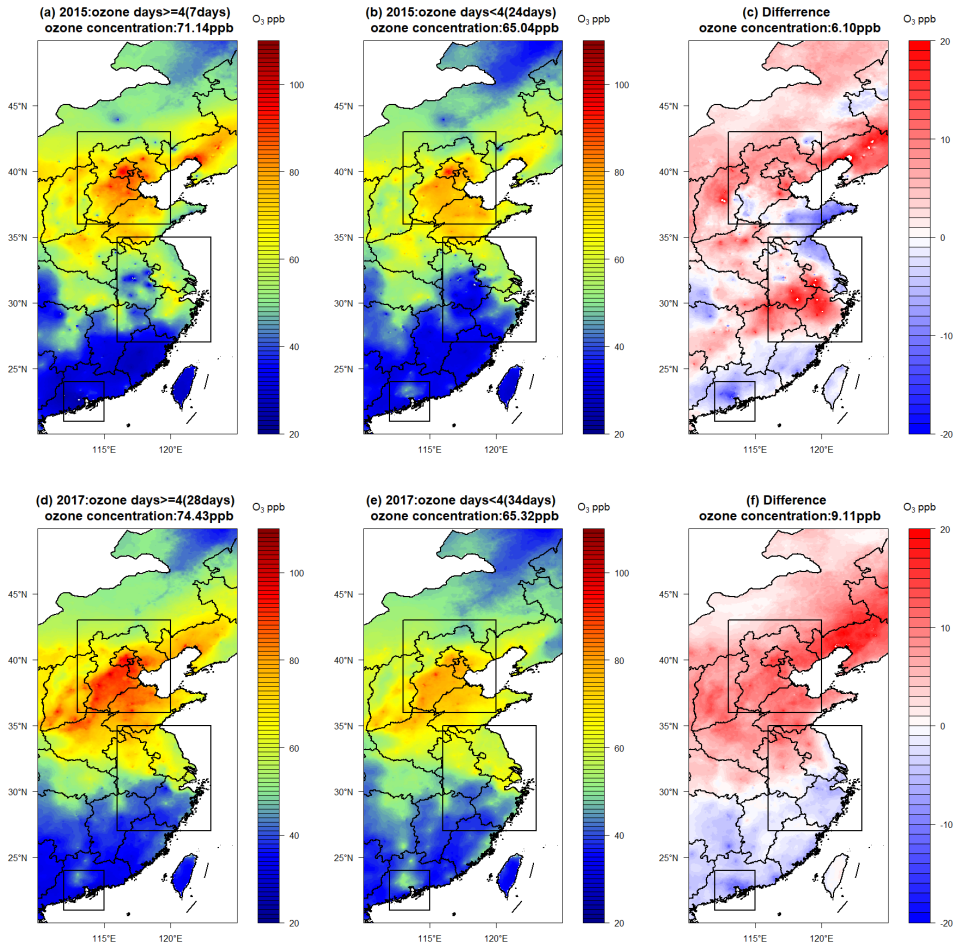 (a) 2015:ozone days>=4(7days)
ozone concentration:71.14ppb
O3 ppb
45°N
40°N
35°N
30°N
25°N
115°E
120°E
100
80
60
40
20
(b) 2015:ozone days<4(24days)
ozone concentration:65.04ppb
O3 ppb
45°N
40°N
35°N
30°N
25°N
115°E
120°E
100
80
60
40
20
(c) Differrence
ozone concentration:6.10ppb
O3 ppb
45°N
40°N
35°N
30°N
25°N
115°E
120°E
20
10
0
-10
-20
(d) 2017:ozone days>=4(28days)
ozone concentration:74.43ppb
O3 ppb
45°N
40°N
35°N
30°N
25°N
115°E
120°E
100
80
60
40
20
(e) 2017:ozone days<4(34days)
ozone concentration:65.32ppb
O3 ppb
45°N
40°N
35°N
30°N
25°N
115°E
120°E
100
80
60
40
20
(f) Difference
ozone concentration:9.11ppb
O3 ppb
45°N
40°N
35°N
30°N
25°N
115°E
120°E
20
10
0
-10
-20